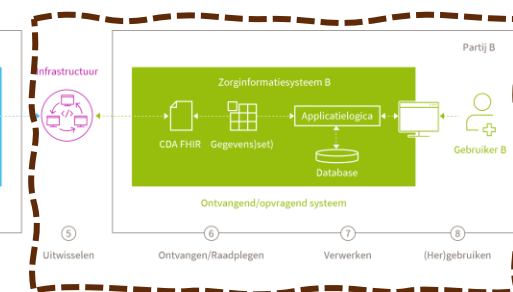 Partij B
Infrastructuur
Zorginformatiesysteem B
Applicatielogica
CDA FHIR
Gegevens)set)
Gebruiker B
Database
Ontvangend/opvragend systeem
5
6
7
8
Uitwisselen
Ontvangen/Raadplegen
Verwerken
(Her)gebruiken